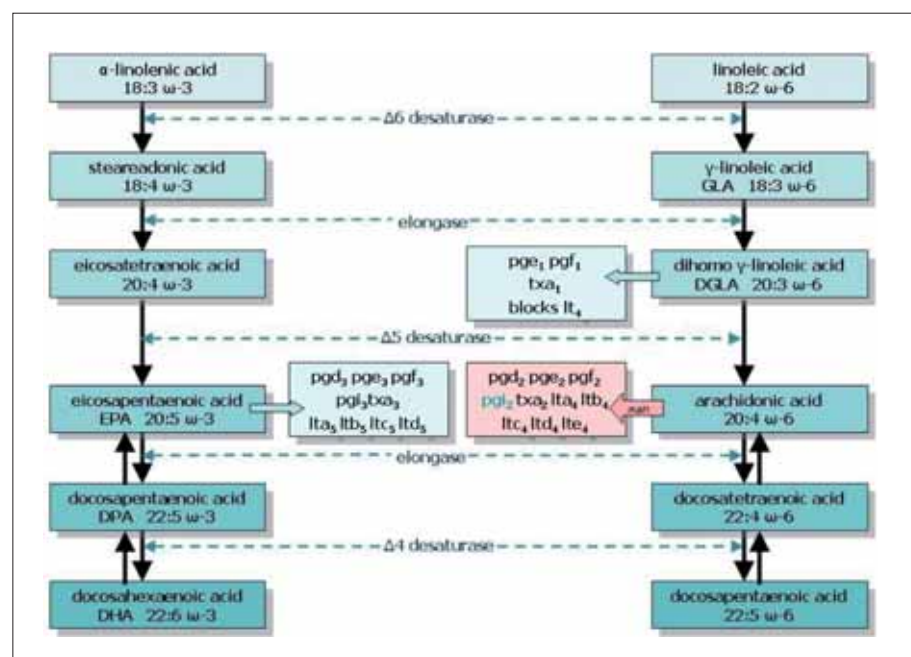 α-linolenic acid
18:3 ω-3
linoleic acid
18:2 ω-6
Δ6 desaturase
steareadonic acid
18:4 ω-3
γ-linoleic acid
GLA 18:3 ω-6
elongase
eicosatetraenoic acid
20:4 ω-3
pge₁ pgf₁
txa₁
blocks lt₄
dihomo γ-linoleic acid
DGLA 20:3 ω-6
Δ5 desaturase
eicosapentaenoic acid
EPA 20:5 ω-3
pgd₃ pge₃ pgf₃
pgi₃txa₃
lta₅ ltb₅ ltc₅ ltd₅
pgd₂ pge₂ pgf₂
pgi₂ txa₂ lta₄ ltb₄
ltc₄ ltd₄ lte₄
arachidonic acid
20:4 ω-6
elongase
docosapentaenoic acid
DPA 22:5 ω-3
docosatetraenoic acid
22:4 ω-6
Δ4 desaturase
docosahexaenoic acid
DHA 22:6 ω-3
docosapentaenoic acid
22:5 ω-6